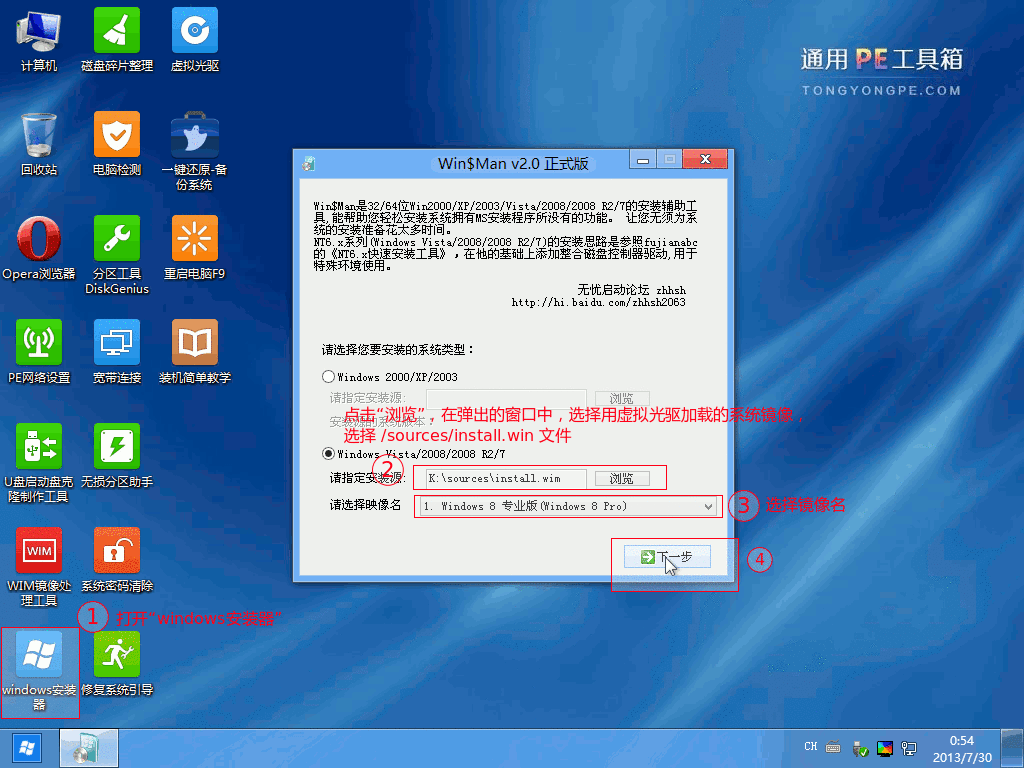 计算机
磁盘碎片整理
虚拟光驱
通用PE工具箱
TONGYONGPE.COM
回收站
电脑检测
一键还原-备
份系统
Opera浏览器
分区工具
DiskGenius
重启电脑F9
PE网络设置
宽带连接
装机简单教学
U盘启动盘克
隆制作工具
无损分区助手
WIM
WIM镜像处
理工具
系统密码清除
① 打开“windows安装器”
windows安装
器
修复系统引导
Win$Man v2.0 正式版
Win$Man是32/64位Win2000/XP/2003/Vista/2008/2008 R2/7的安装辅助工
具,能帮助您轻松安装系统拥有MS安装程序所没有的功能。 让您无须为系
统的安装准备花太多时间。
NT6.x系列(Windows Vista/2008/2008 R2/7)的安装思路是参照fujianabc
的《NT6.x快速安装工具》，在他的基础上添加整合磁盘控制器驱动,用于
特殊环境使用。
无忧启动论坛 zhhsh
http://hi.baidu.com/zhhsh2063
请选择您要安装的系统类型：
Windows 2000/XP/2003
请指定安装源:
浏览
点击“浏览”，在弹出的窗口中，选择用虚拟光驱加载的系统镜像，
安装源的系统版本：
选择 /sources/install.win 文件
Windows Vista/2008/2008 R2/7
②
请指定安装源:
K:\sources\install.wim
浏览
请选择映像名
1. Windows 8 专业版(Windows 8 Pro)
③ 选择镜像名
下一步
④
CH
0:54
2013/7/30